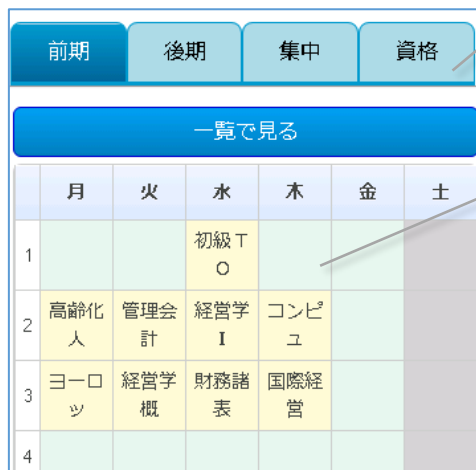 前期 後期 集中 資格
一覧で見る
月 火 水 木 金 土
1 初級T
O
2 高齢化 管理会 経営学 コンピ
人 計 I ュ
3 ヨーロ 経営学 財務諸 国際経
ッ 概 表 営
4